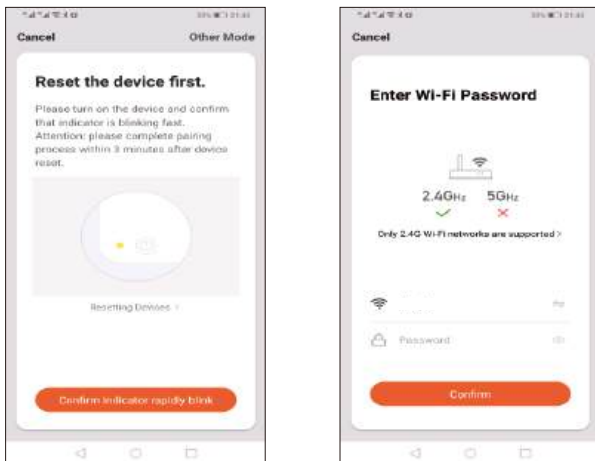 Cancel
Other Mode
Reset the device first.
Please turn on the device and confirm
that indicator is blinking fast.
Attention: please complete pairing
process within 3 minutes after device
reset.
Resetting Devices >
Confirm indicator rapidly blink
Cancel
Enter Wi-Fi Password
2.4GHz 5GHz
Only 2.4G Wi-Fi networks are supported >
Password
Confirm